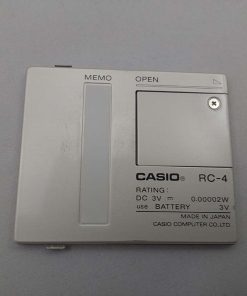 MEMO OPEN
CASIO® RC-4
RATING:
DC 3V ⎓ 0.00002W
use BATTERY 3V
MADE IN JAPAN
CASIO COMPUTER CO.,LTD.